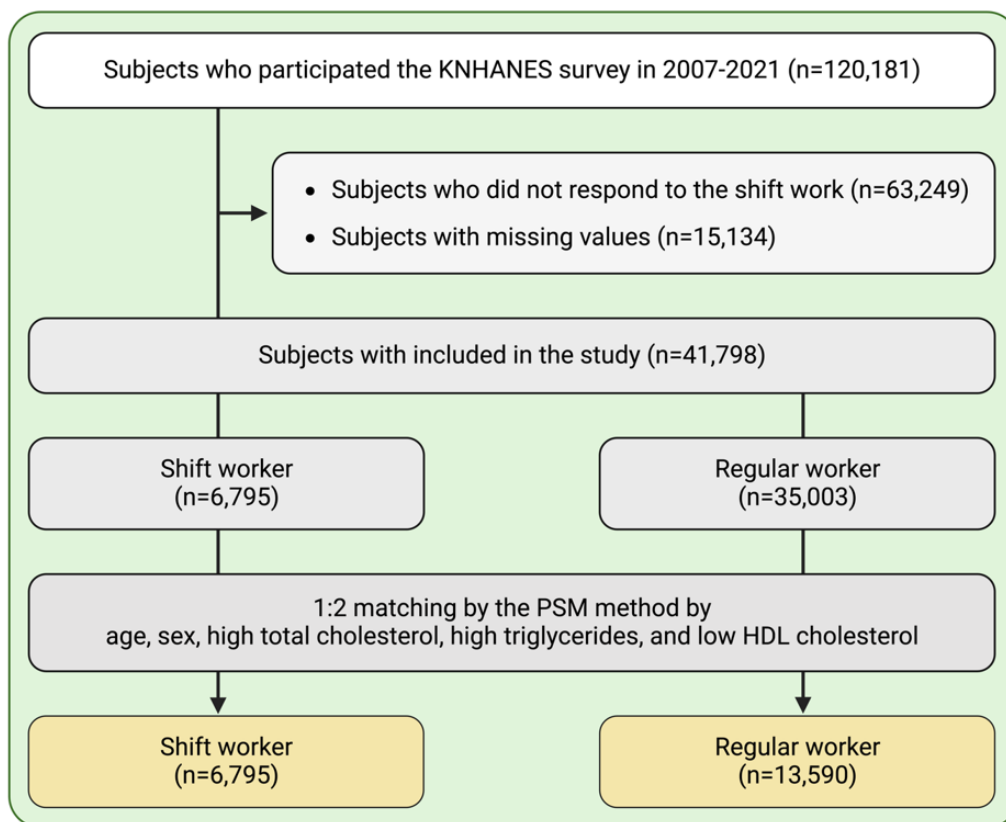 Subjects who participated the KNHANES survey in 2007-2021 (n=120,181)
• Subjects who did not respond to the shift work (n=63,249)
• Subjects with missing values (n=15,134)
Subjects with included in the study (n=41,798)
Shift worker
(n=6,795)
Regular worker
(n=35,003)
1:2 matching by the PSM method by
age, sex, high total cholesterol, high triglycerides, and low HDL cholesterol
Shift worker
(n=6,795)
Regular worker
(n=13,590)